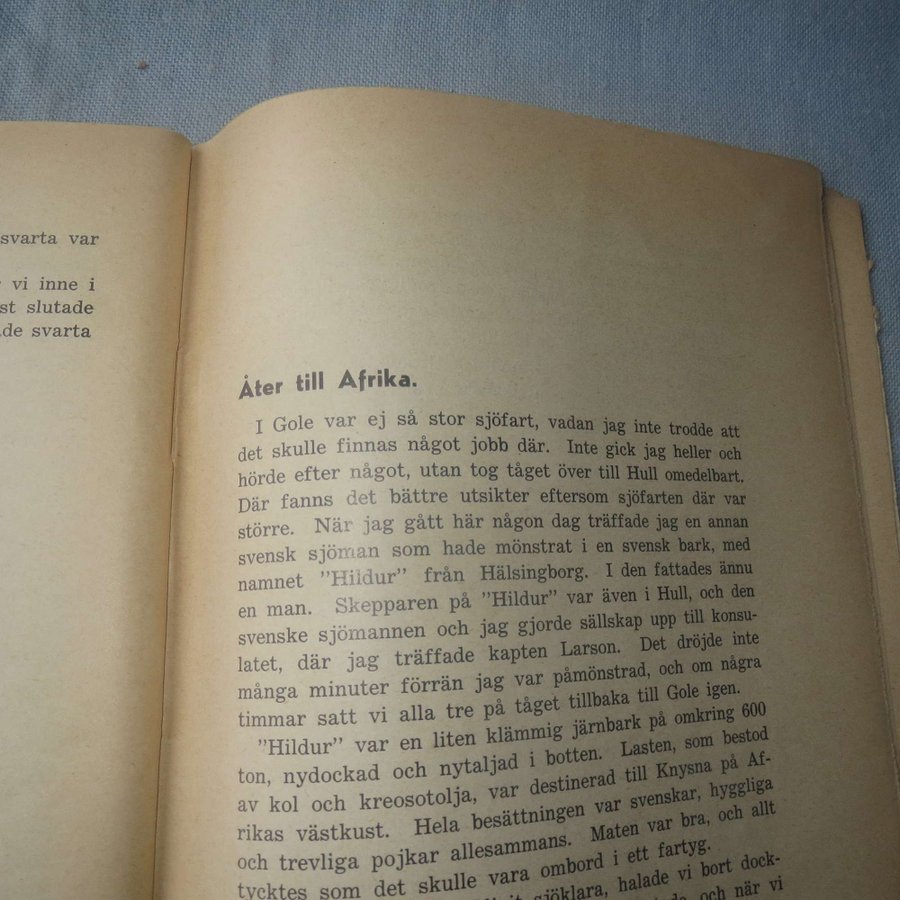 svarta var
vi inne i
st slutade
de svarta
Åter till Afrika.
I Gole var ej så stor sjöfart, vadan jag inte trodde att
det skulle finnas något jobb där. Inte gick jag heller och
hörde efter något, utan tog tåget över till Hull omedelbart.
Där fanns det bättre utsikter eftersom sjöfarten där var
större. När jag gått här någon dag träffade jag en annan
svensk sjöman som hade mönstrat i en svensk bark, med
namnet "Hildur" från Hälsingborg. I den fattades ännu
en man. Skepparen på "Hildur" var även i Hull, och den
svenske sjömannen och jag gjorde sällskap upp till konsu-
latet, där jag träffade kapten Larson. Det dröjde inte
många minuter förrän jag var påmönstrad, och om några
timmar satt vi alla tre på tåget tillbaka till Gole igen.
"Hildur" var en liten klämmig järnbark på omkring 600
ton, nydockad och nytaljad i botten. Lasten, som bestod
av kol och kreosotolja, var destinerad till Knysna på Af-
rikas västkust. Hela besättningen var svenskar, hyggliga
och trevliga pojkar allesammans. Maten var bra, och allt
tycktes som det skulle vara ombord i ett fartyg.
sjöklara, halade vi bort dock-
och när vi